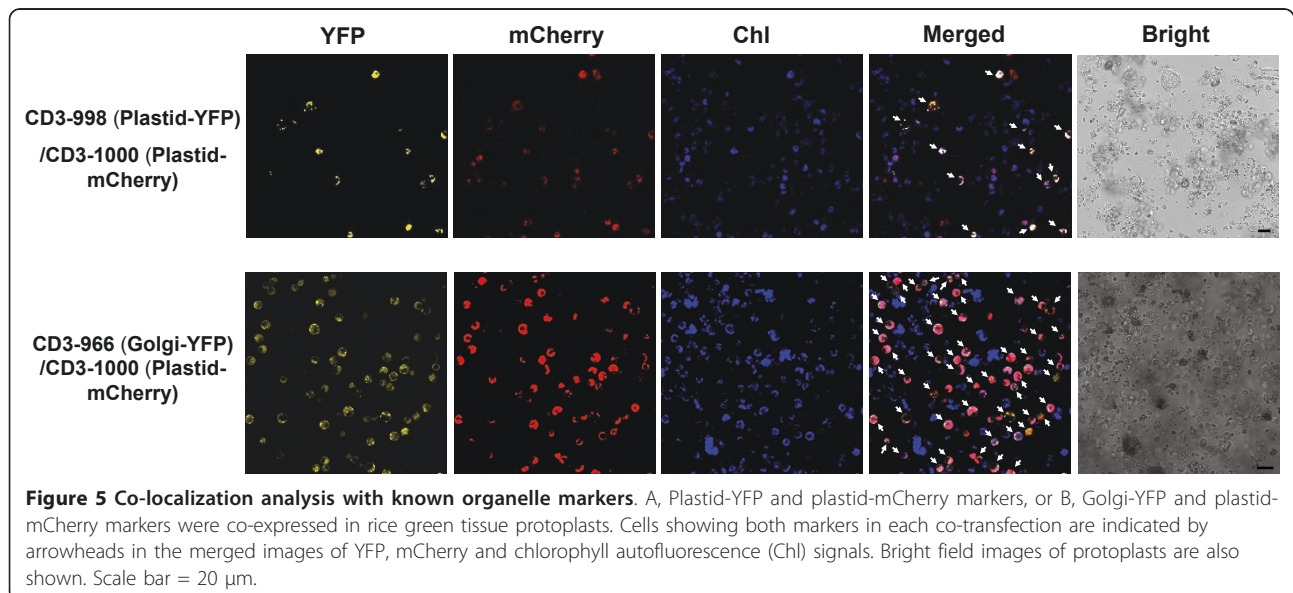 YFP mCherry Chl Merged Bright
CD3-998 (Plastid-YFP)
/CD3-1000 (Plastid-
mCherry)
CD3-966 (Golgi-YFP)
/CD3-1000 (Plastid-
mCherry)
Figure 5 Co-localization analysis with known organelle markers. A, Plastid-YFP and plastid-mCherry markers, or B, Golgi-YFP and plastid-
mCherry markers were co-expressed in rice green tissue protoplasts. Cells showing both markers in each co-transfection are indicated by
arrowheads in the merged images of YFP, mCherry and chlorophyll autofluorescence (Chl) signals. Bright field images of protoplasts are also
shown. Scale bar = 20 μm.